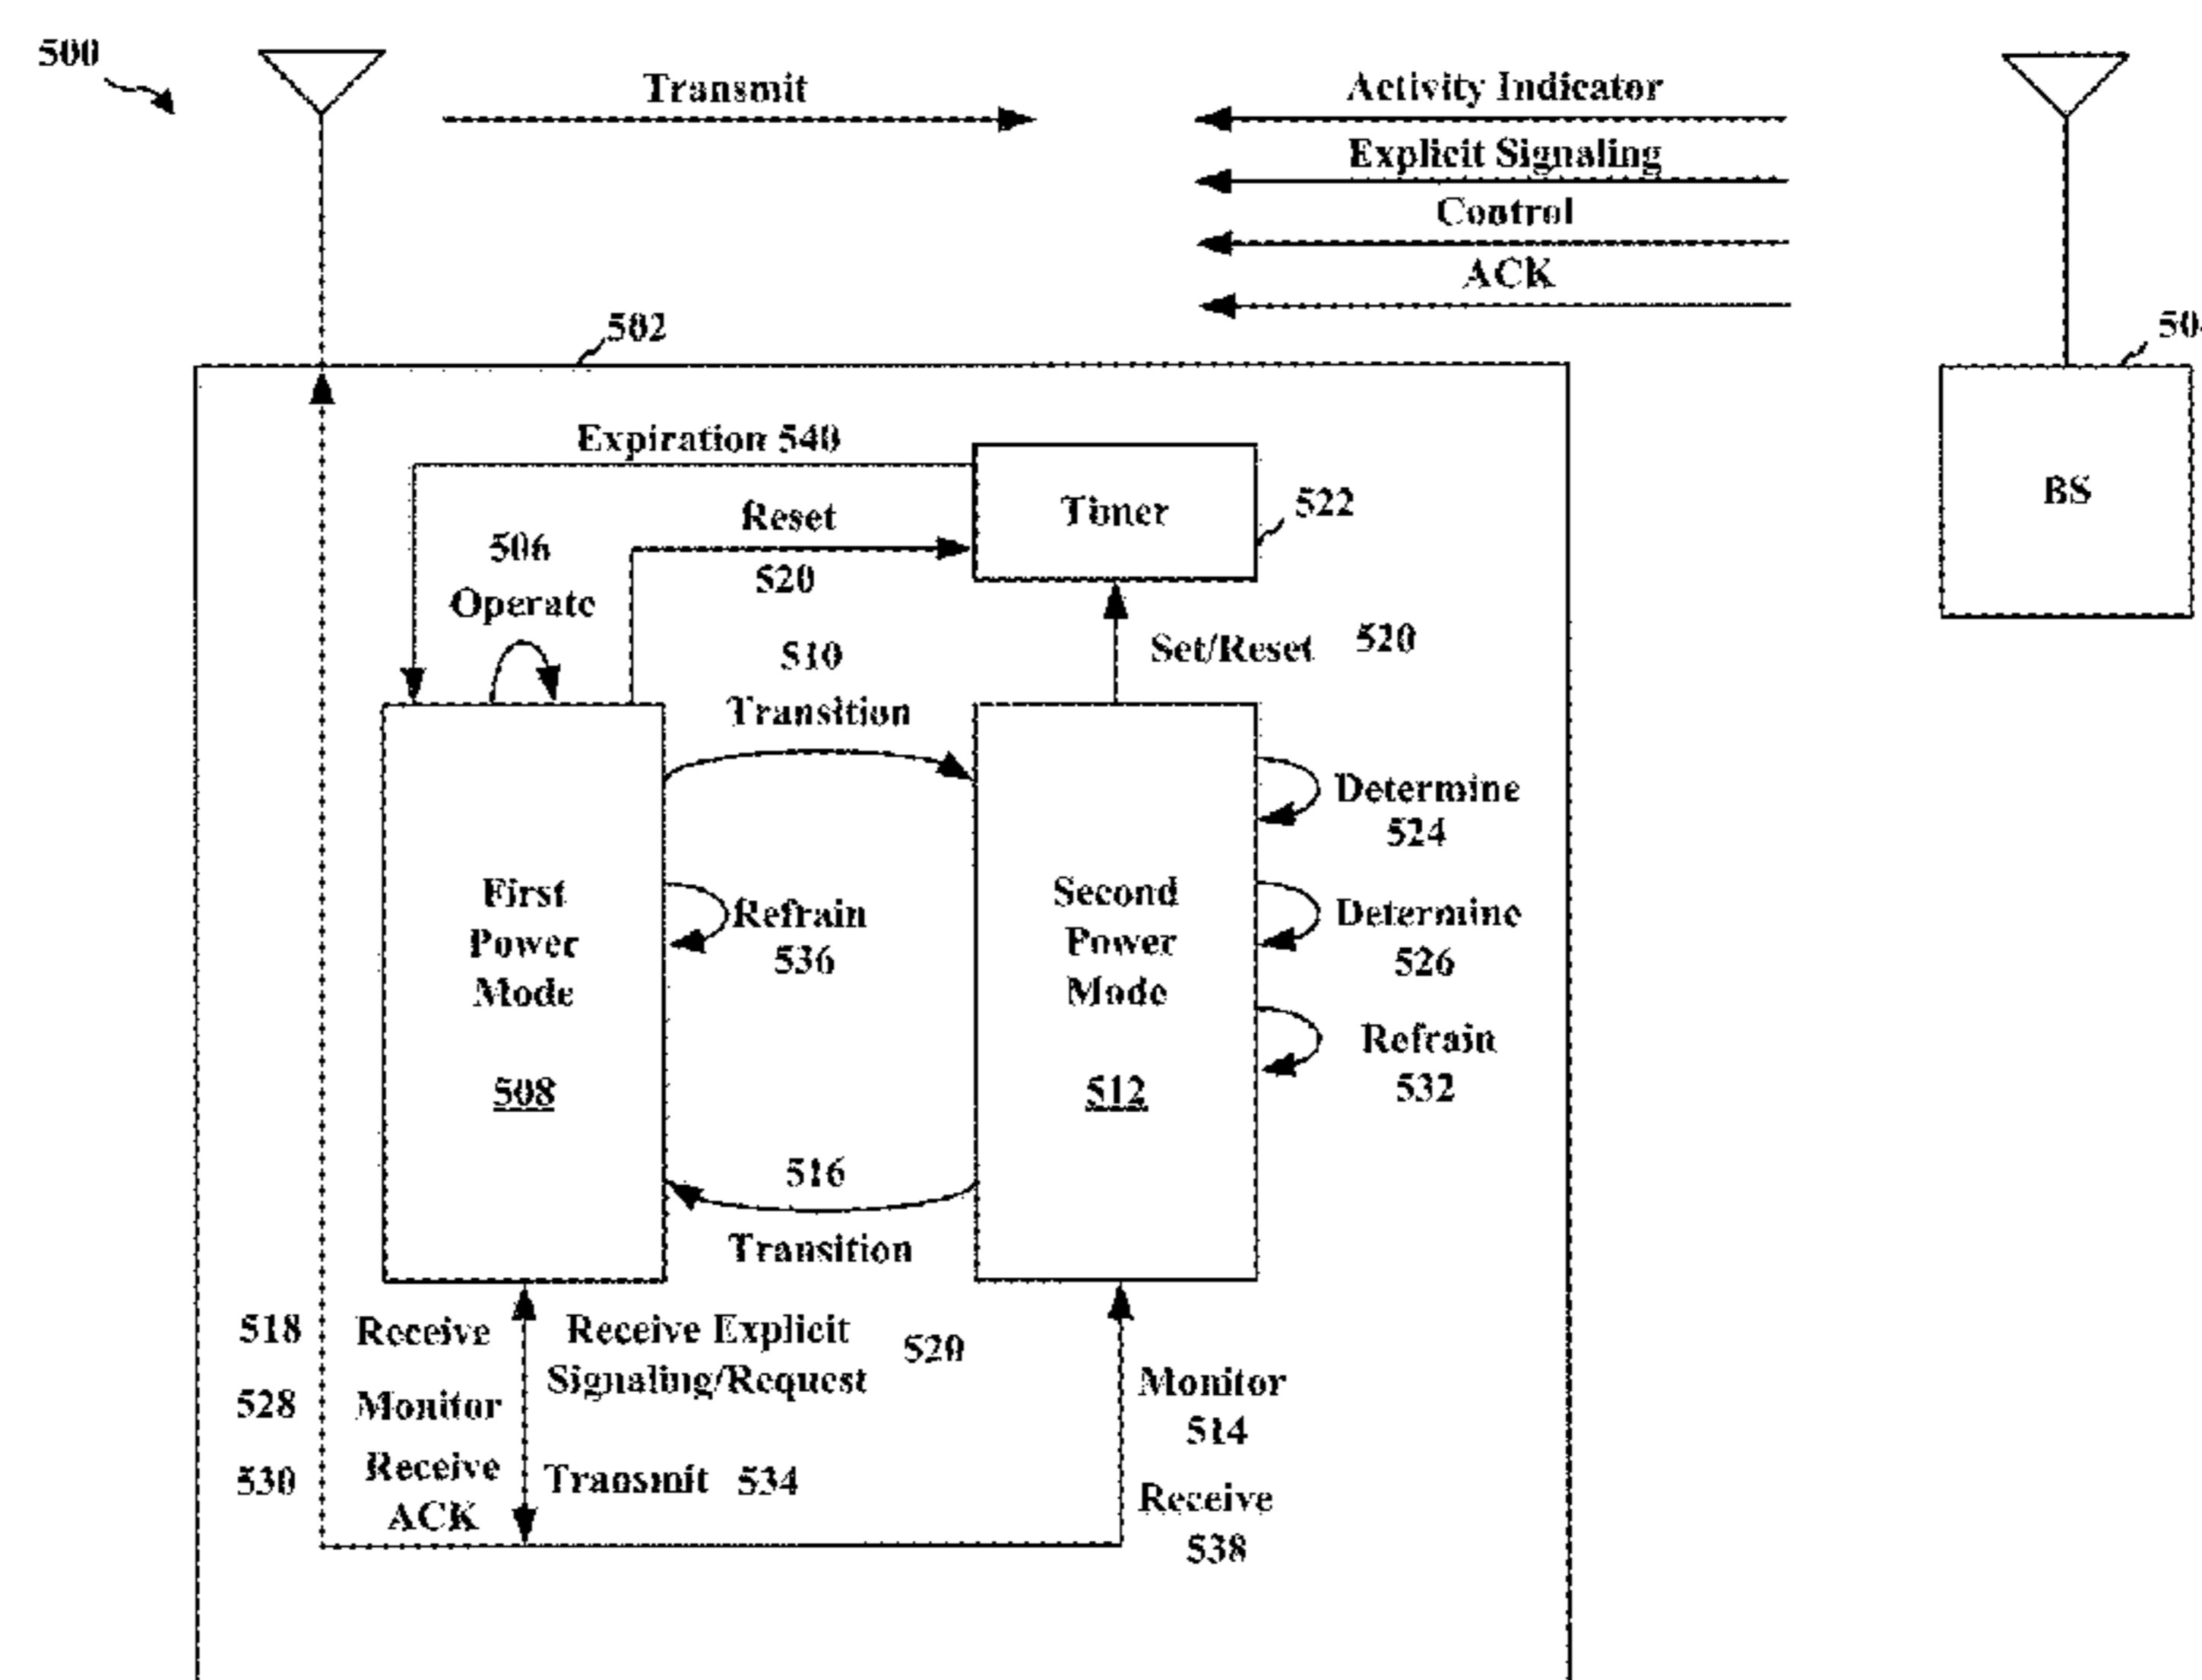 500
Transmit
Activity Indicator
Explicit Signaling
Control
ACK
502
Expiration 540
Timer
522
BS
Reset
520
506
Operate
510
Transition
Set/Reset 520
Determine
524
First
Power
Mode
508
Refrain
536
Second
Power
Mode
512
Determine
526
Refrain
532
516
Transition
518 Receive
528 Monitor
530 Receive
ACK
Receive Explicit
Signaling/Request
520
Transmit 534
Monitor
514
Receive
538